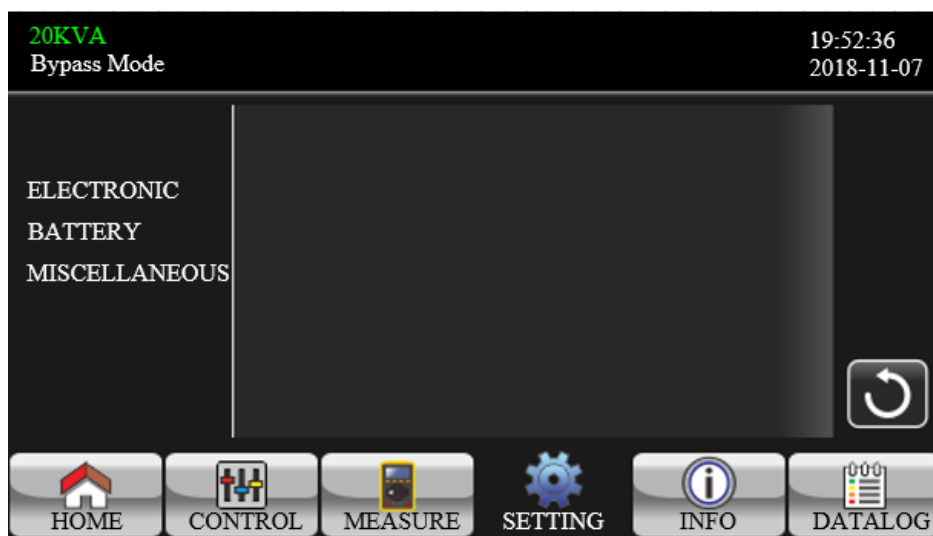 20KVA
Bypass Mode
19:52:36
2018-11-07
ELECTRONIC
BATTERY
MISCELLANEOUS
HOME
CONTROL
MEASURE
SETTING
INFO
DATALOG